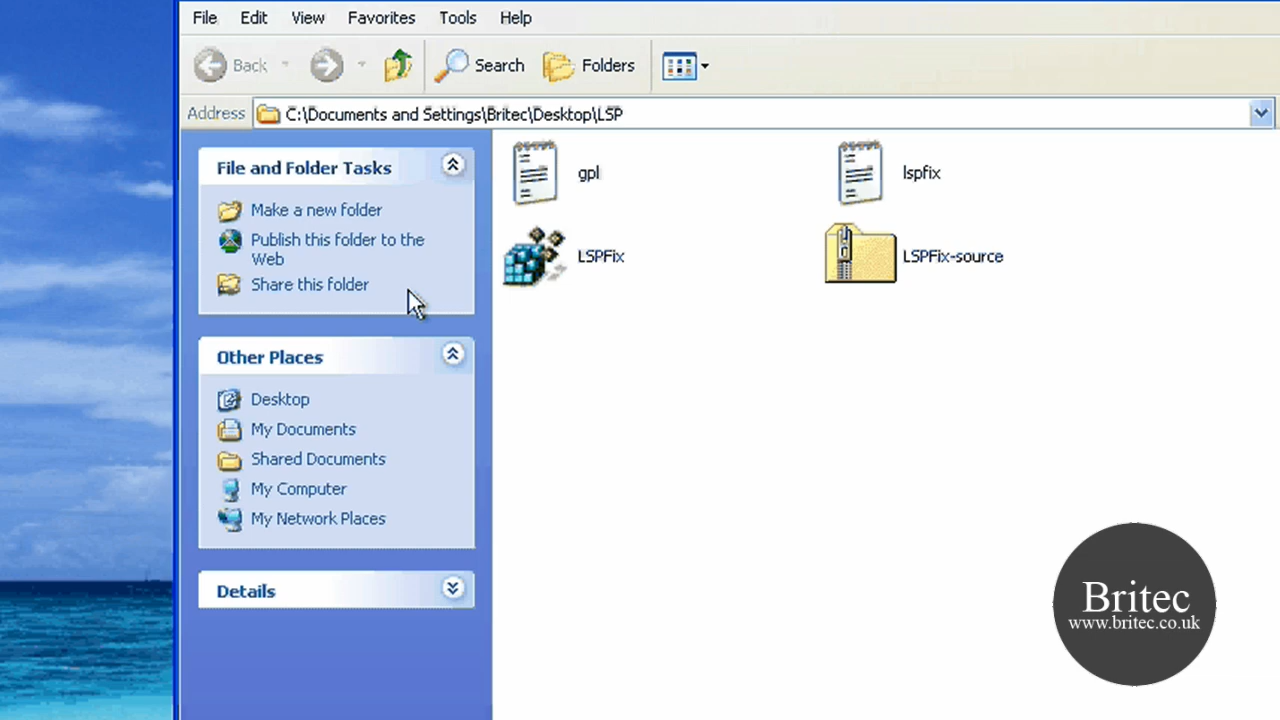 File Edit View Favorites Tools Help
Back Search Folders
Address C:\Documents and Settings\Britec\Desktop\LSP
File and Folder Tasks
Make a new folder
Publish this folder to the
Web
Share this folder
Other Places
Desktop
My Documents
Shared Documents
My Computer
My Network Places
Details
gpl
lspfix
LSPFix
LSPFix-source
Britec
www.britec.co.uk